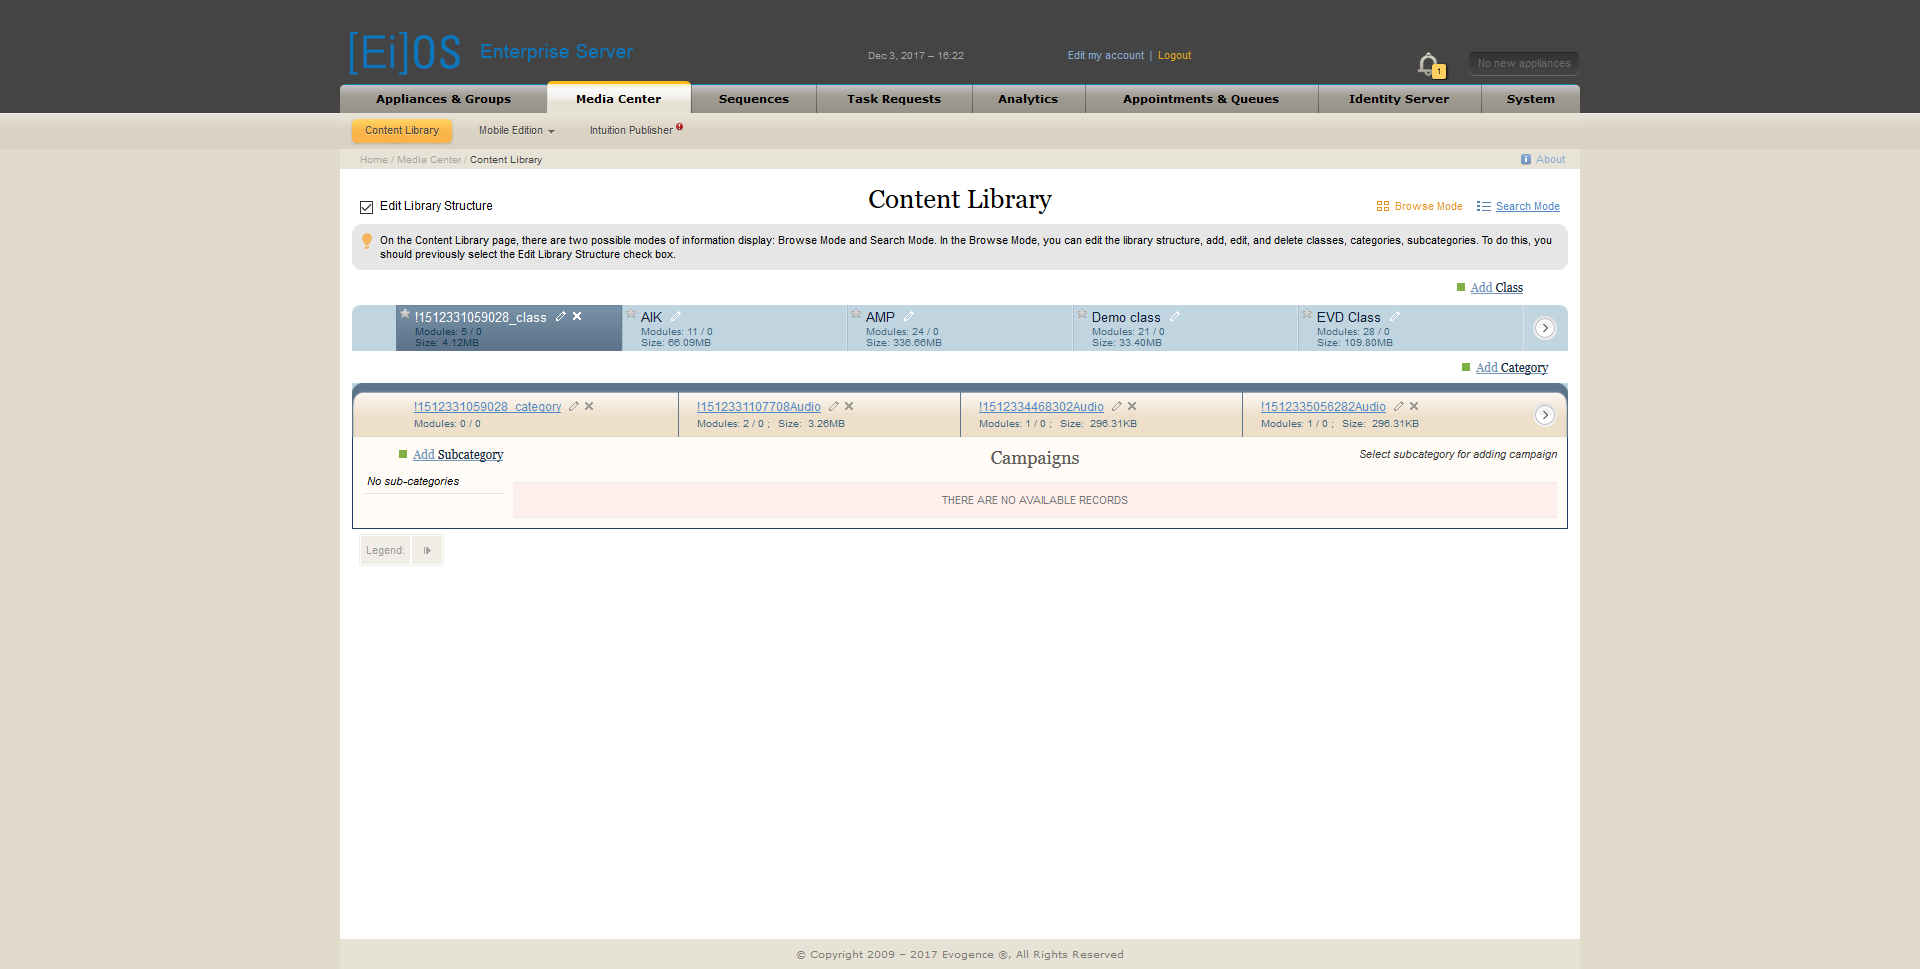 [Ei]OS Enterprise Server
Dec 3, 2017 – 16:22
Edit my account | Logout
1
No new appliances
Appliances & Groups Media Center Sequences Task Requests Analytics Appointments & Queues Identity Server System
Content Library Mobile Edition Intuition Publisher
Home / Media Center / Content Library
About
Edit Library Structure
Content Library
Browse Mode Search Mode
On the Content Library page, there are two possible modes of information display: Browse Mode and Search Mode. In the Browse Mode, you can edit the library structure, add, edit, and delete classes, categories, subcategories. To do this, you
should previously select the Edit Library Structure check box.
Add Class
!1512331059028_class AIK AMP Demo class EVD Class
Modules: 5 / 0 Modules: 11 / 0 Modules: 24 / 0 Modules: 21 / 0 Modules: 28 / 0
Size: 4.12MB Size: 66.09MB Size: 336.66MB Size: 33.40MB Size: 109.80MB
Add Category
!1512331059028_category !1512331107708Audio !1512334468302Audio !1512335056282Audio
Modules: 0 / 0 Modules: 2 / 0 ; Size: 3.26MB Modules: 1 / 0 ; Size: 296.31KB Modules: 1 / 0 ; Size: 296.31KB
Add Subcategory
Campaigns
Select subcategory for adding campaign
No sub-categories
THERE ARE NO AVAILABLE RECORDS
Legend:
© Copyright 2009 – 2017 Evogence ®, All Rights Reserved